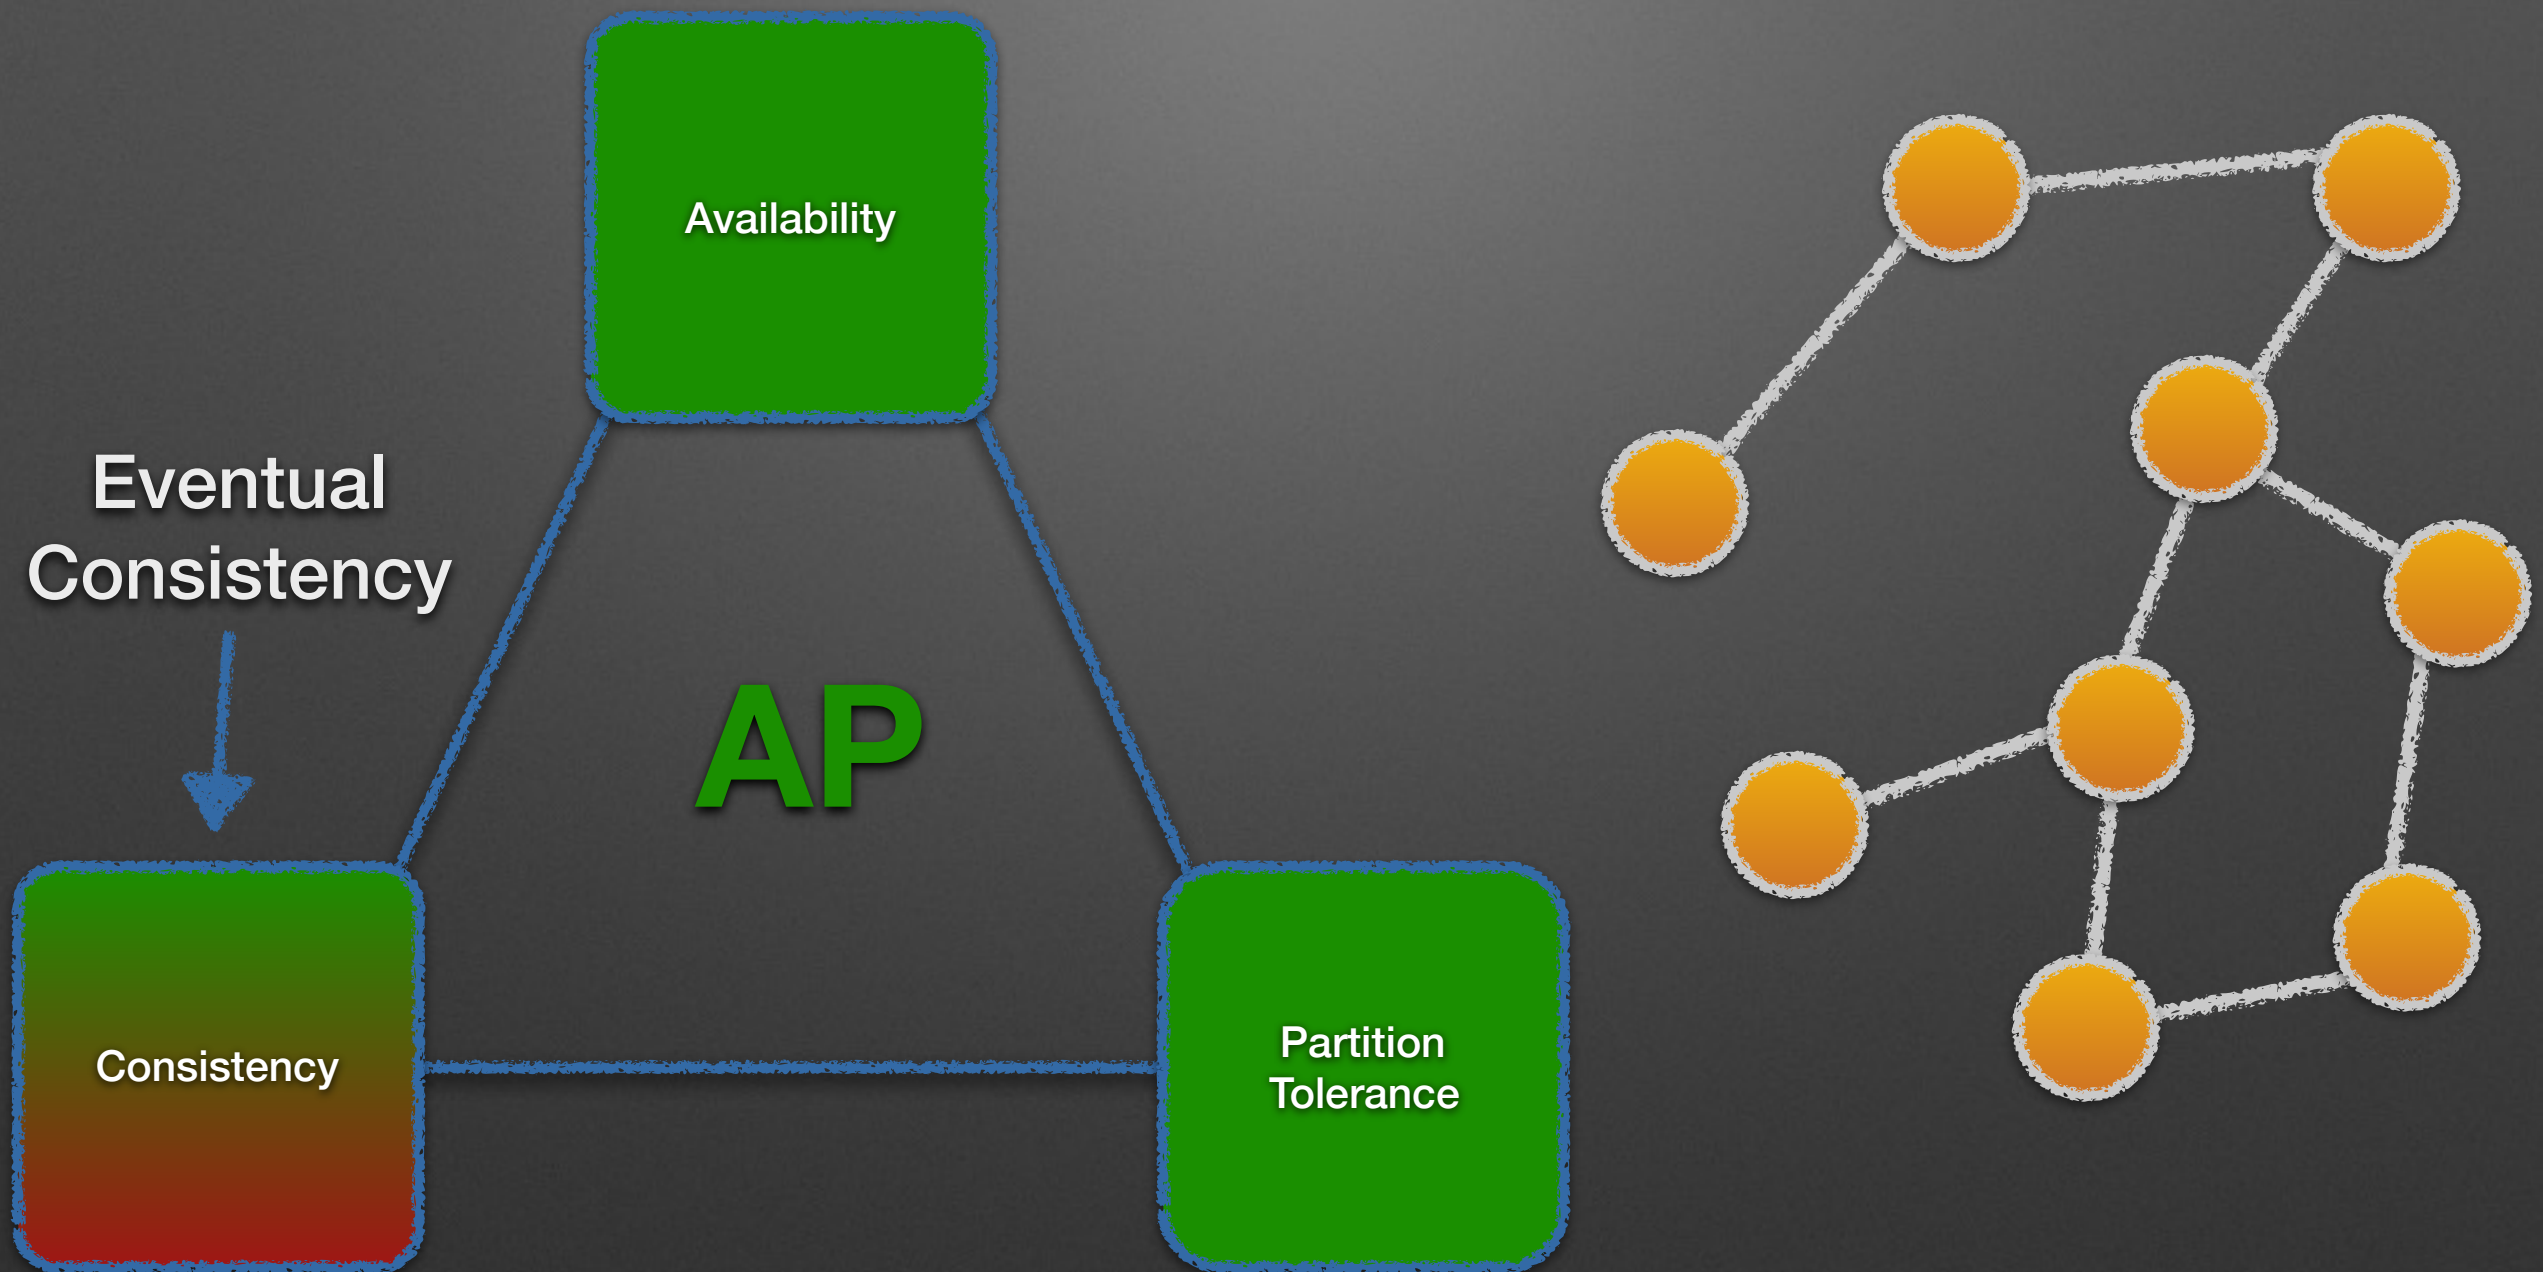 Availability
Eventual
Consistency
AP
Consistency
Partition
Tolerance